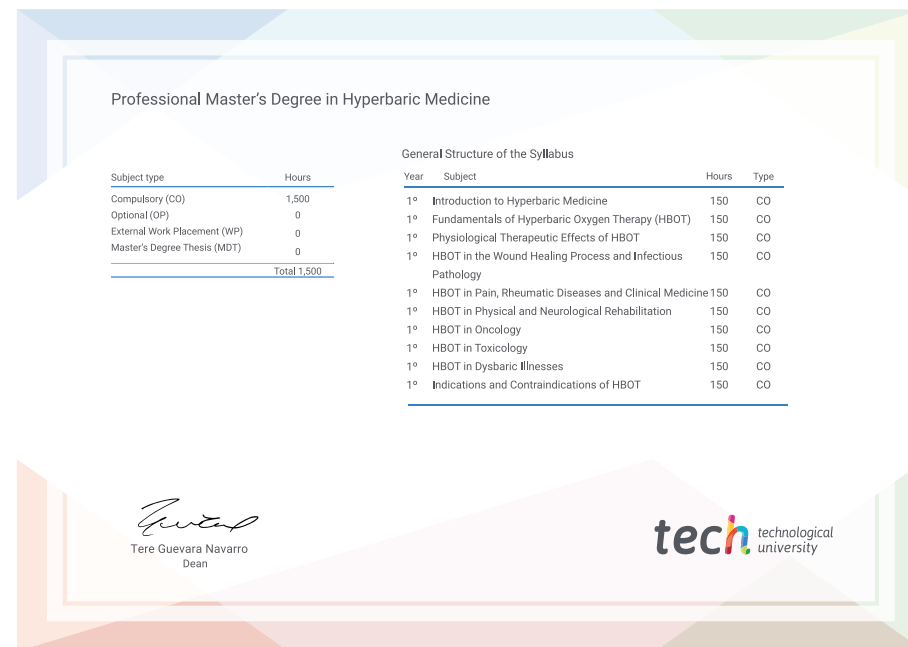 Professional Master's Degree in Hyperbaric Medicine
Subject type Hours
Compulsory (CO) 1,500
Optional (OP) 0
External Work Placement (WP) 0
Master's Degree Thesis (MDT) 0
Total 1,500
General Structure of the Syllabus
Year Subject Hours Type
1º Introduction to Hyperbaric Medicine 150 CO
1º Fundamentals of Hyperbaric Oxygen Therapy (HBOT) 150 CO
1º Physiological Therapeutic Effects of HBOT 150 CO
1º HBOT in the Wound Healing Process and Infectious 150 CO
Pathology
1º HBOT in Pain, Rheumatic Diseases and Clinical Medicine 150 CO
1º HBOT in Physical and Neurological Rehabilitation 150 CO
1º HBOT in Oncology 150 CO
1º HBOT in Toxicology 150 CO
1º HBOT in Dysbaric Illnesses 150 CO
1º Indications and Contraindications of HBOT 150 CO
Tere Guevara Navarro
Dean
tech technological
university